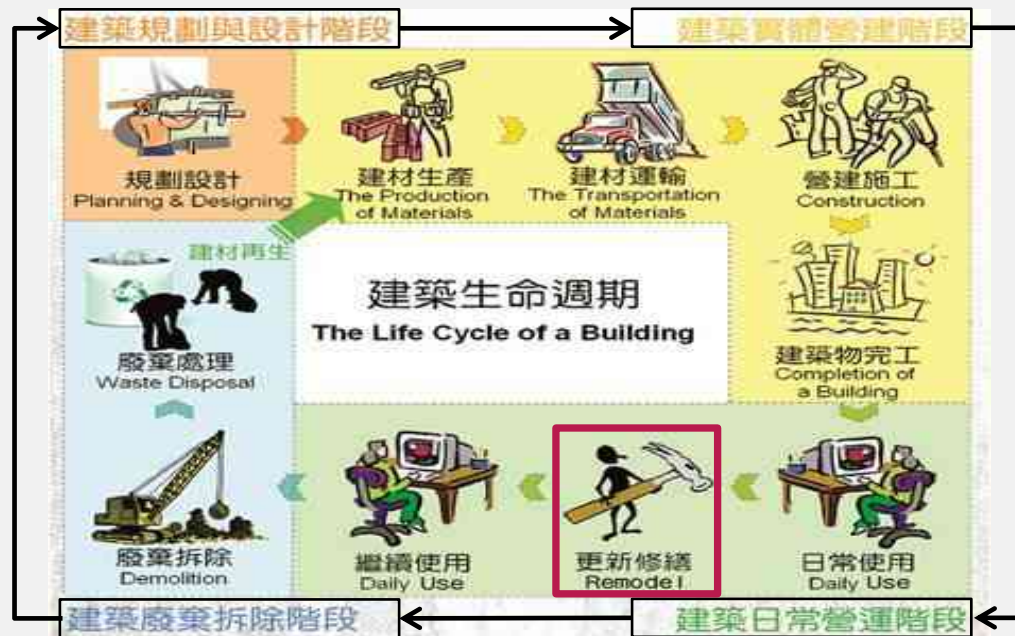 建築規劃與設計階段
建築實體營建階段
規劃設計
Planning & Designing
建材生產
The Production
of Materials
建材運輸
The Transportation
of Materials
營建施工
Construction
建材再生
廢棄處理
Waste Disposal
建築生命週期
The Life Cycle of a Building
建築物完工
Completion of
a Building
廢棄拆除
Demolition
繼續使用
Daily Use
更新修繕
Remodel
日常使用
Daily Use
建築廢棄拆除階段
建築日常營運階段